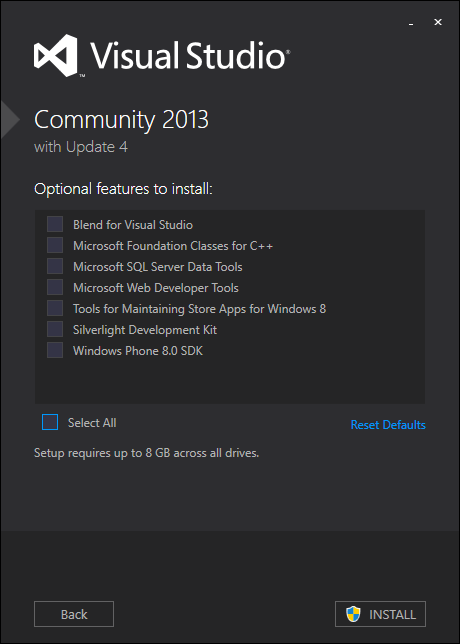 Visual Studio®
™
Community 2013
with Update 4
Optional features to install:
Blend for Visual Studio
Microsoft Foundation Classes for C++
Microsoft SQL Server Data Tools
Microsoft Web Developer Tools
Tools for Maintaining Store Apps for Windows 8
Silverlight Development Kit
Windows Phone 8.0 SDK
Select All
Reset Defaults
Setup requires up to 8 GB across all drives.
Back
INSTALL